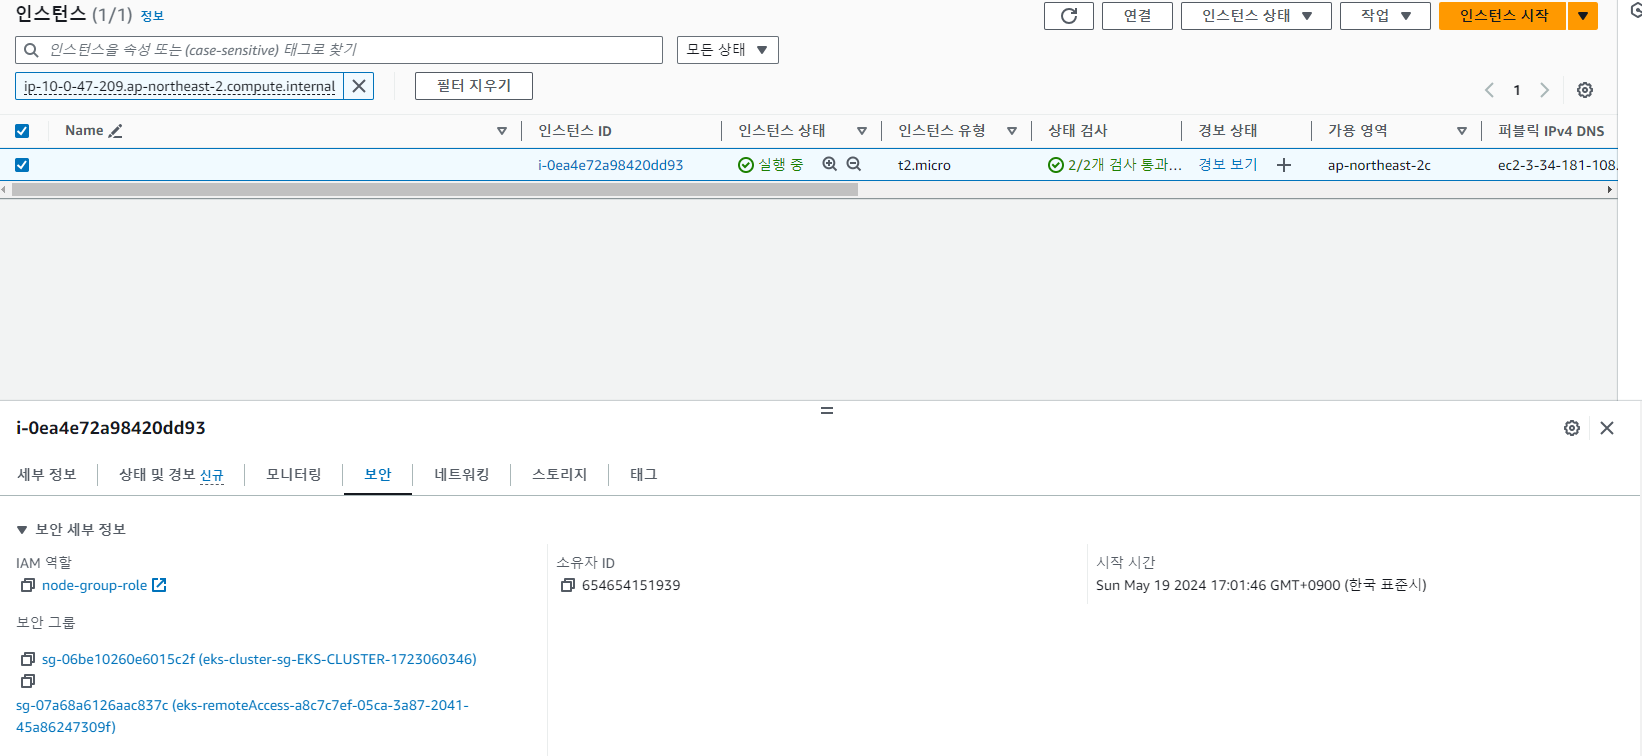 인스턴스 (1/1) 정보
연결
인스턴스 상태
작업
인스턴스 시작
인스턴스을 속성 또는 (case-sensitive) 태그로 찾기
모든 상태
ip-10-0-47-209.ap-northeast-2.compute.internal
필터 지우기
1
Name 인스턴스 ID 인스턴스 상태 인스턴스 유형 상태 검사 경보 상태 가용 영역 퍼블릭 IPv4 DNS
i-0ea4e72a98420dd93 실행 중 t2.micro 2/2개 검사 통과... 경보 보기 ap-northeast-2c ec2-3-34-181-108.
i-0ea4e72a98420dd93
세부 정보 상태 및 경보 신규 모니터링 보안 네트워킹 스토리지 태그
보안 세부 정보
IAM 역할
node-group-role
소유자 ID
654654151939
시작 시간
Sun May 19 2024 17:01:46 GMT+0900 (한국 표준시)
보안 그룹
sg-06be10260e6015c2f (eks-cluster-sg-EKS-CLUSTER-1723060346)
sg-07a68a6126aac837c (eks-remoteAccess-a8c7c7ef-05ca-3a87-2041-
45a86247309f)